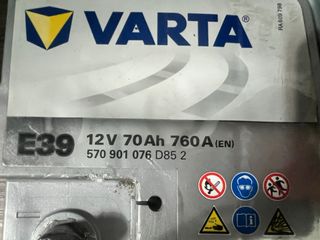 VARTA®
E39
12V 70Ah 760A (EN)
570 901 076 D85 2